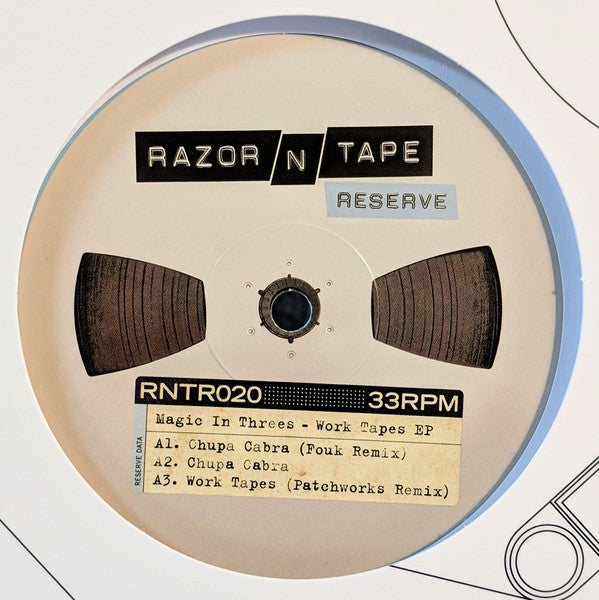 RAZOR N TAPE
RESERVE
RNTR020 33RPM
RESERVE DATA
Magic In Threes - Work Tapes EP
A1. Chupa Cabra (Fouk Remix)
A2. Chupa Cabra
A3. Work Tapes (Patchworks Remix)